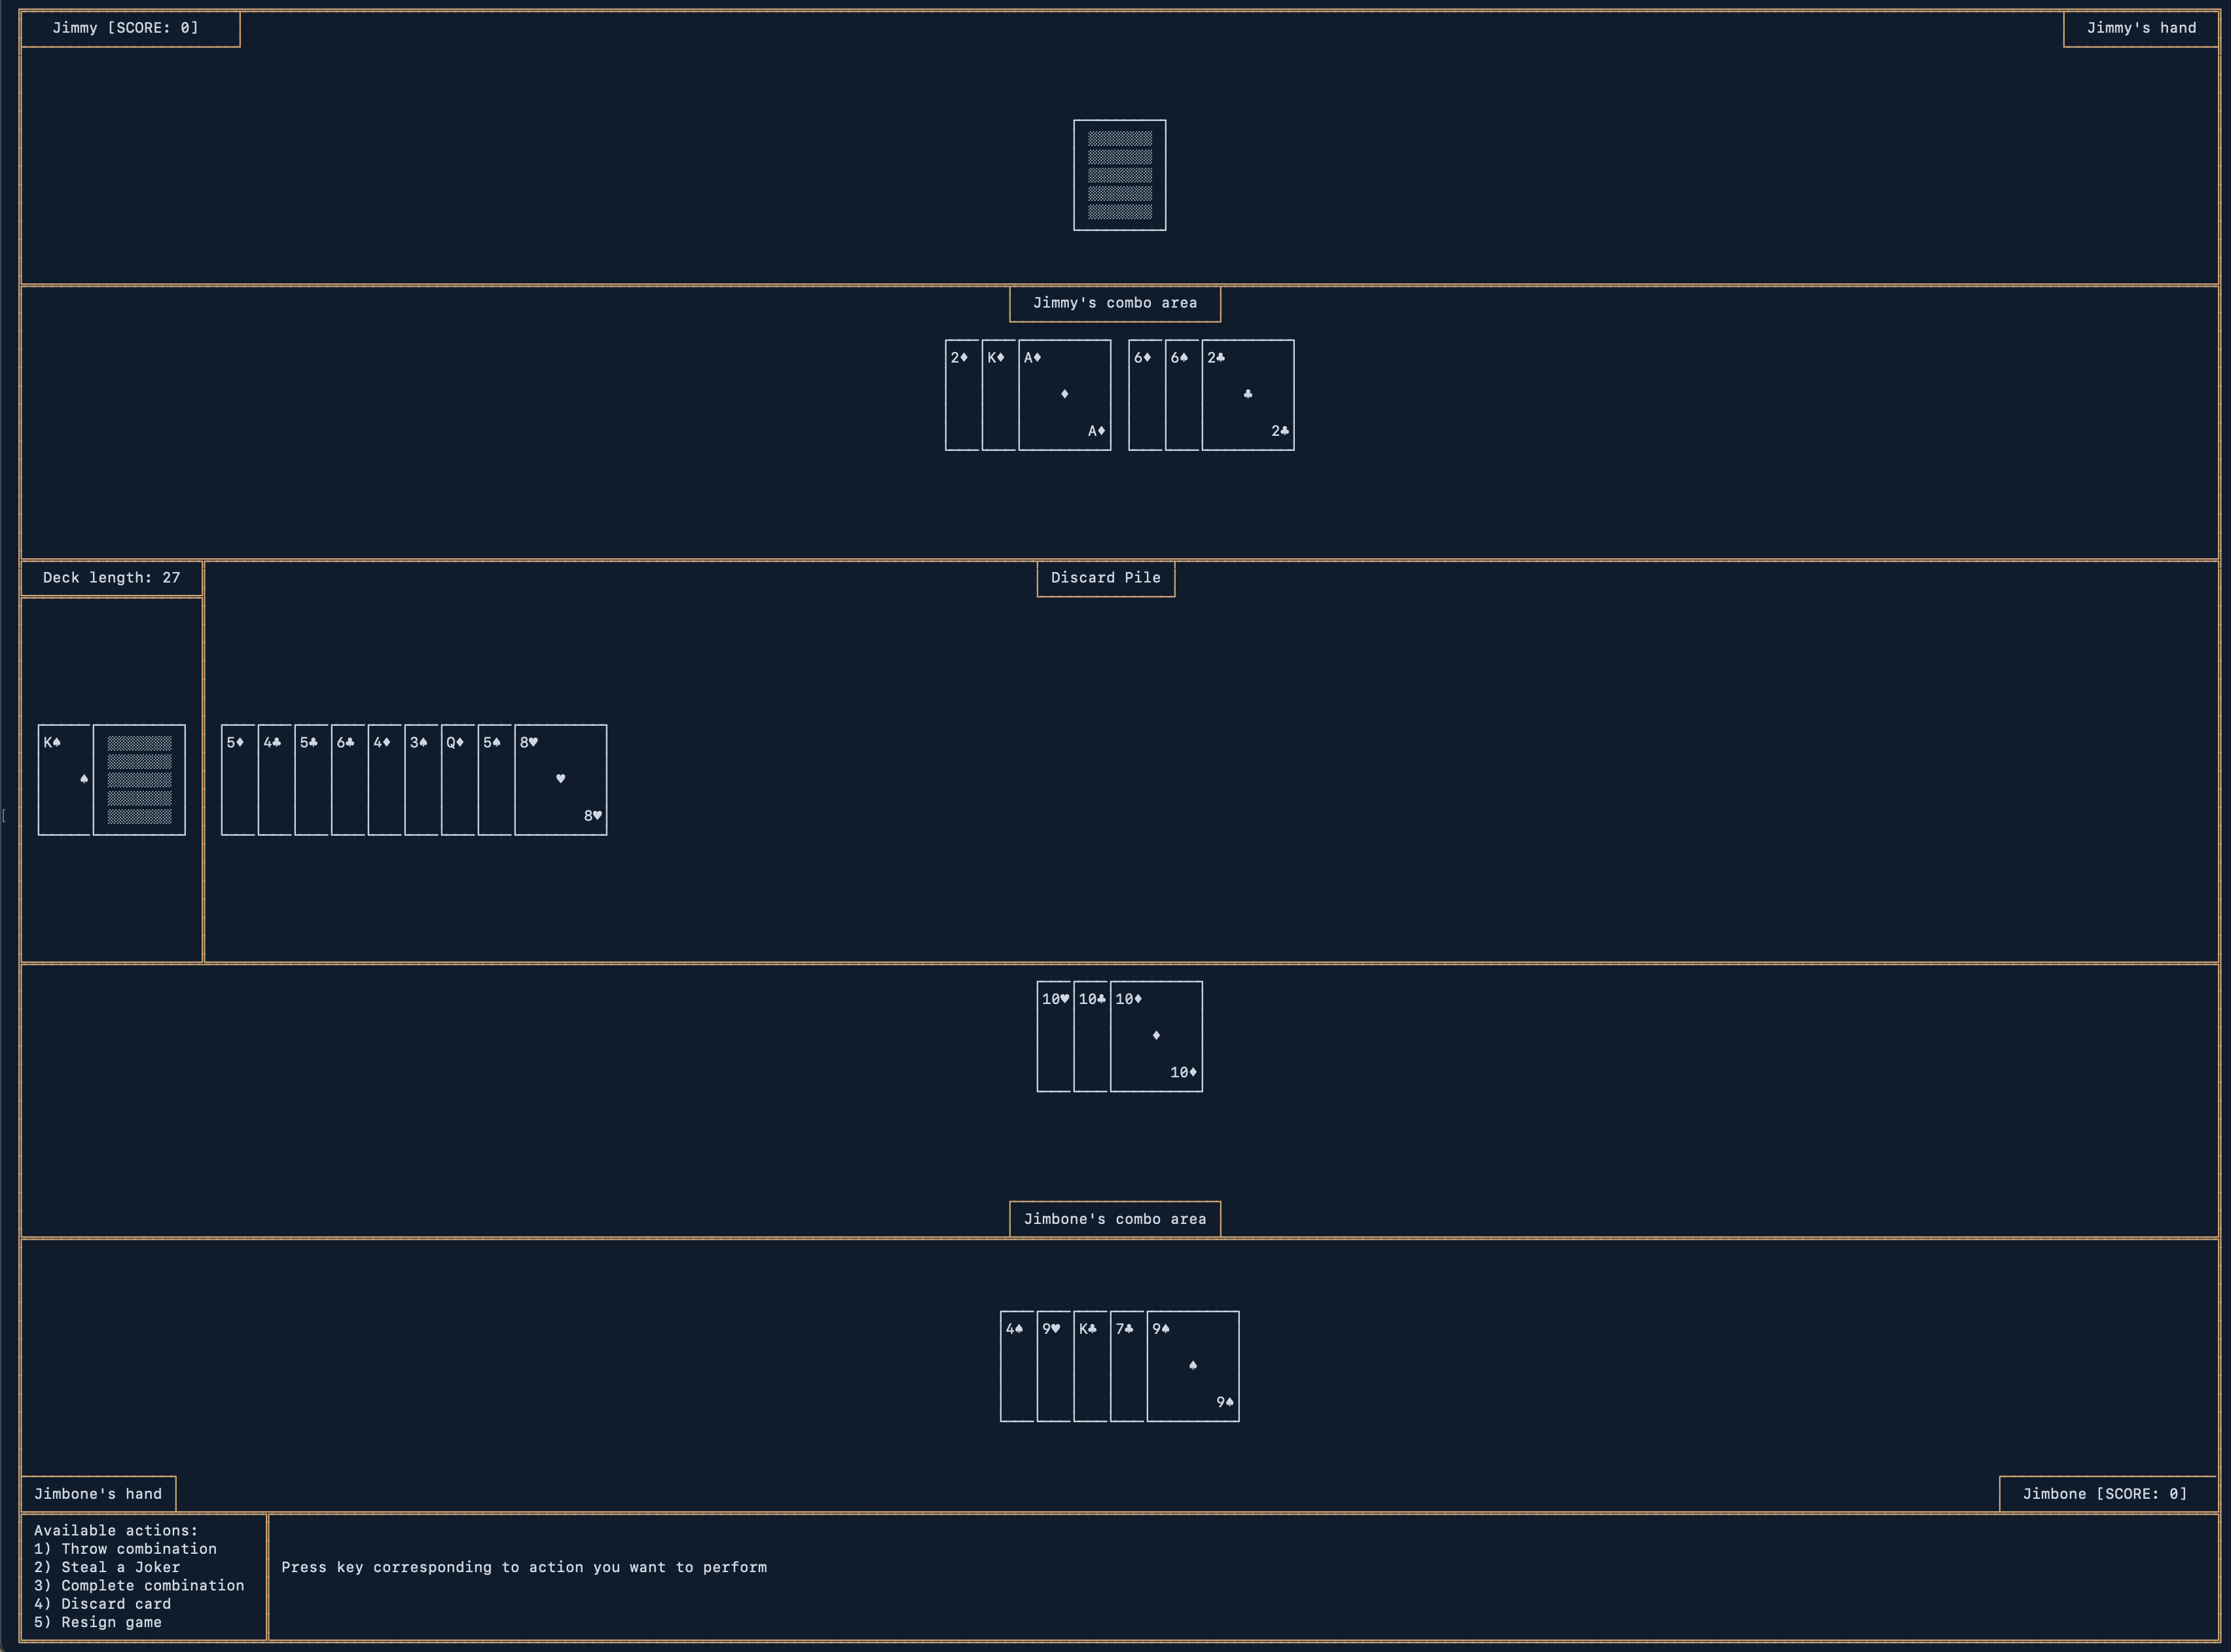 Jimmy [SCORE: 0]
Jimmy's hand
Jimmy's combo area
2♦ K♦ A♦ 6♦ 6♠ 2♣
♦ ♣
A♦ 2♣
Deck length: 27
Discard Pile
K♠ 5♦ 4♣ 5♣ 6♣ 4♦ 3♠ Q♦ 5♠ 8♥
♠ ♥
8♥
10♥ 10♣ 10♦
♦
10♦
Jimbone's combo area
4♠ 9♥ K♣ 7♣ 9♠
♠
9♠
Jimbone's hand
Jimbone [SCORE: 0]
Available actions:
1) Throw combination
2) Steal a Joker
3) Complete combination
4) Discard card
5) Resign game
Press key corresponding to action you want to perform